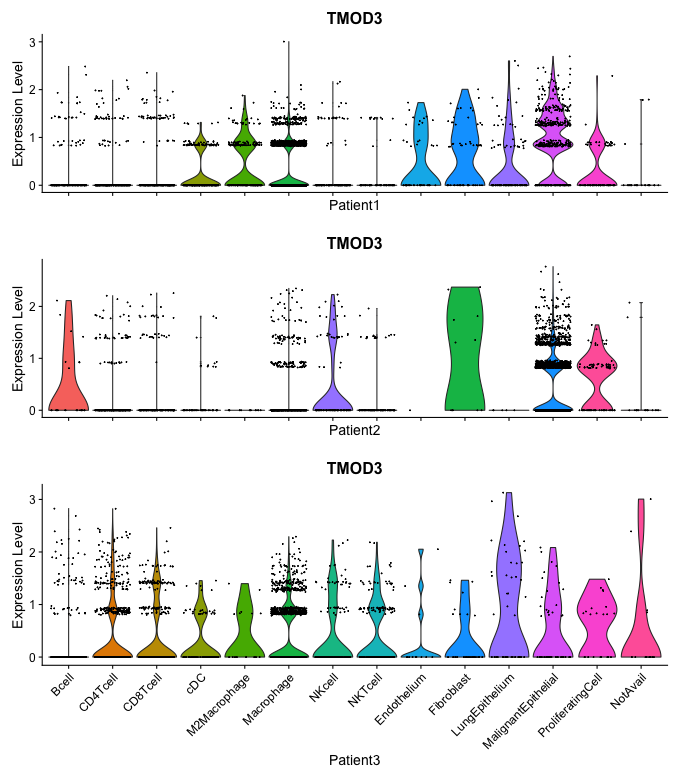 TMOD3
Expression Level
3
2
1
0
Patient1
TMOD3
Expression Level
2
1
0
Patient2
TMOD3
Expression Level
3
2
1
0
Bcell
CD4Tcell
CD8Tcell
cDC
M2Macrophage
Macrophage
NKcell
NKTcell
Endothelium
Fibroblast
LungEpithelium
MalignantEpithelial
ProliferatingCell
NotAvail
Patient3